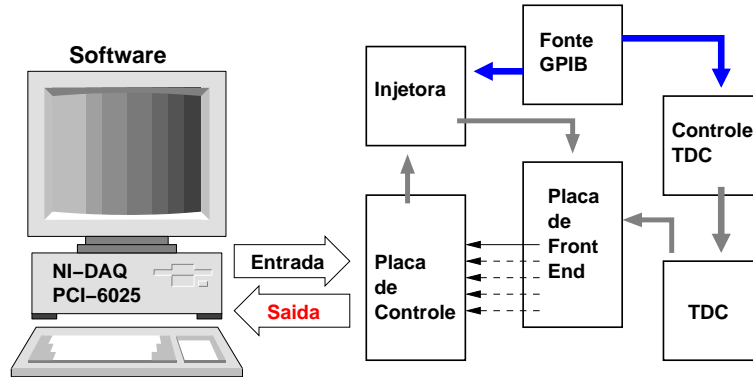 Software
NI–DAQ
PCI–6025
Entrada
Saida
Injetora
Fonte
GPIB
Controle
TDC
Placa
de
Controle
Placa
de
Front
End
TDC